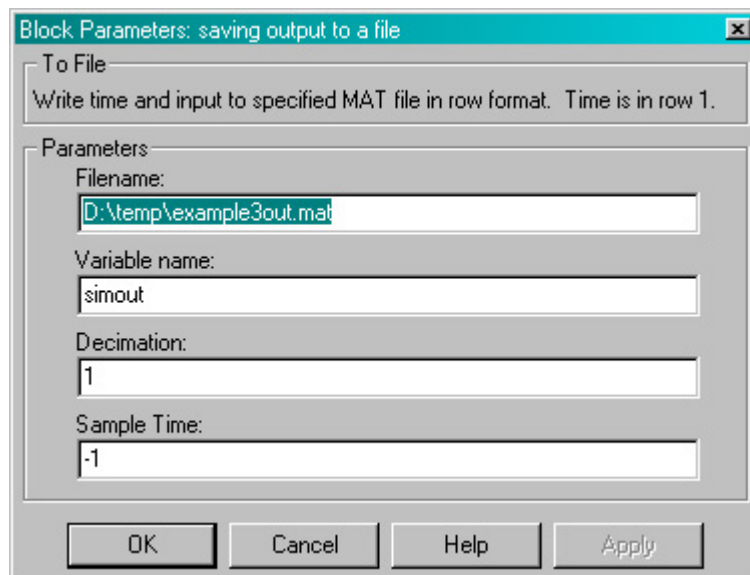 Block Parameters: saving output to a file
To File
Write time and input to specified MAT file in row format. Time is in row 1.
Parameters
Filename:
D:\temp\example3out.mat
Variable name:
simout
Decimation:
1
Sample Time:
-1
OK Cancel Help Apply